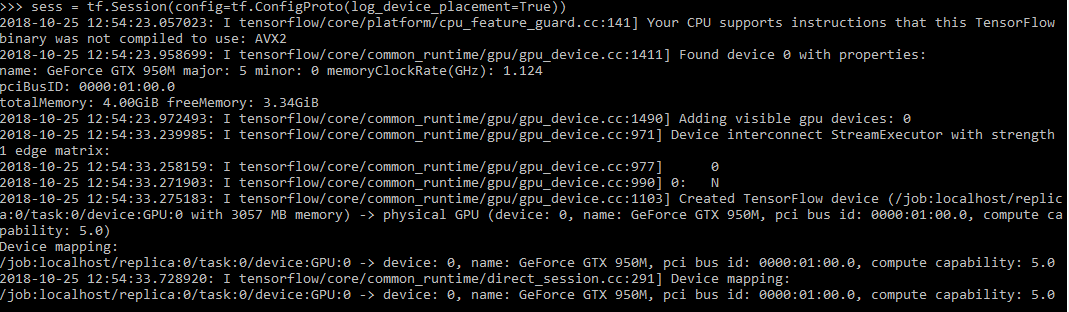 >>> sess = tf.Session(config=tf.ConfigProto(log_device_placement=True))
2018-10-25 12:54:23.057023: I tensorflow/core/platform/cpu_feature_guard.cc:141] Your CPU supports instructions that this TensorFlow
binary was not compiled to use: AVX2
2018-10-25 12:54:23.958699: I tensorflow/core/common_runtime/gpu/gpu_device.cc:1411] Found device 0 with properties:
name: GeForce GTX 950M major: 5 minor: 0 memoryClockRate(GHz): 1.124
pciBusID: 0000:01:00.0
totalMemory: 4.00GiB freeMemory: 3.34GiB
2018-10-25 12:54:23.972493: I tensorflow/core/common_runtime/gpu/gpu_device.cc:1490] Adding visible gpu devices: 0
2018-10-25 12:54:33.239985: I tensorflow/core/common_runtime/gpu/gpu_device.cc:971] Device interconnect StreamExecutor with strength
1 edge matrix:
2018-10-25 12:54:33.258159: I tensorflow/core/common_runtime/gpu/gpu_device.cc:977]      0
2018-10-25 12:54:33.271903: I tensorflow/core/common_runtime/gpu/gpu_device.cc:990] 0:   N
2018-10-25 12:54:33.275183: I tensorflow/core/common_runtime/gpu/gpu_device.cc:1103] Created TensorFlow device (/job:localhost/replic
a:0/task:0/device:GPU:0 with 3057 MB memory) -> physical GPU (device: 0, name: GeForce GTX 950M, pci bus id: 0000:01:00.0, compute ca
pability: 5.0)
Device mapping:
/job:localhost/replica:0/task:0/device:GPU:0 -> device: 0, name: GeForce GTX 950M, pci bus id: 0000:01:00.0, compute capability: 5.0
2018-10-25 12:54:33.728920: I tensorflow/core/common_runtime/direct_session.cc:291] Device mapping:
/job:localhost/replica:0/task:0/device:GPU:0 -> device: 0, name: GeForce GTX 950M, pci bus id: 0000:01:00.0, compute capability: 5.0